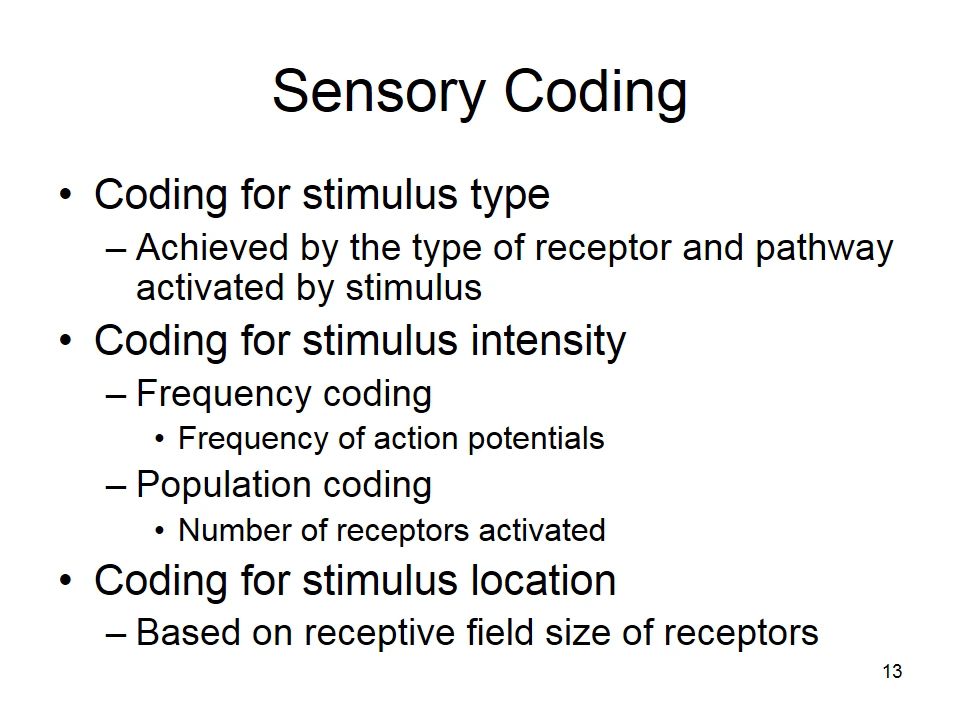 Sensory Coding
• Coding for stimulus type
– Achieved by the type of receptor and pathway
activated by stimulus
• Coding for stimulus intensity
– Frequency coding
• Frequency of action potentials
– Population coding
• Number of receptors activated
• Coding for stimulus location
– Based on receptive field size of receptors
13